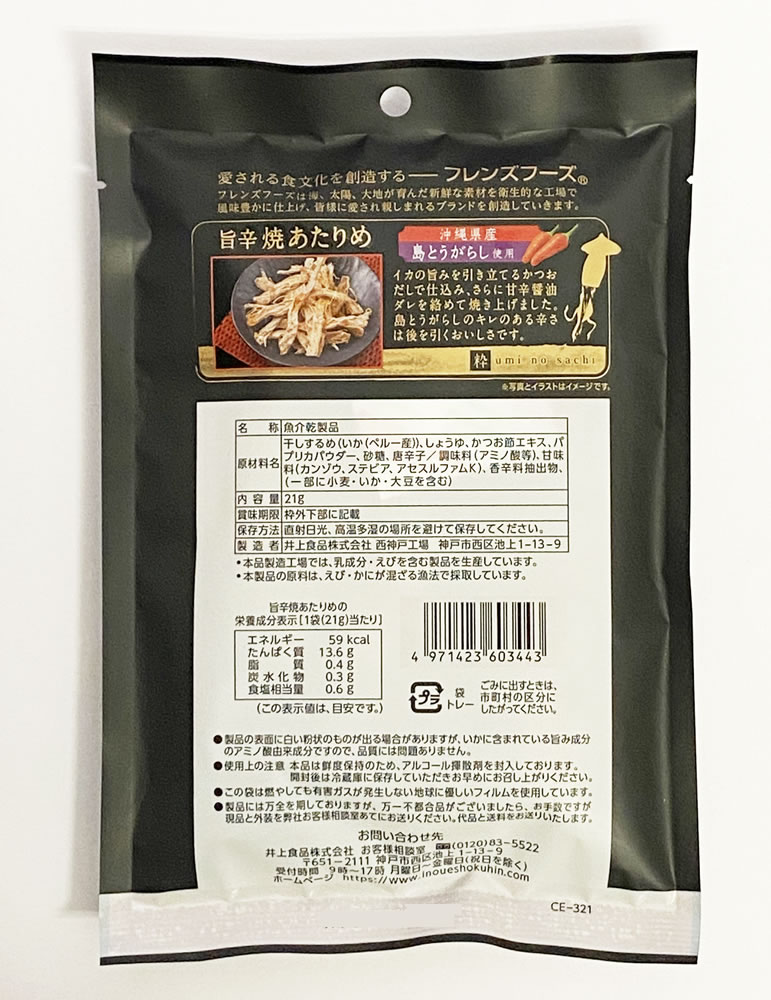 愛される食文化を創造する──フレンズフーズ®
フレンズフーズは海、太陽、大地が育んだ新鮮な素材を衛生的な工場で
風味豊かに仕上げ、皆様に愛され親しまれるブランドを創造していきます。
旨辛 焼あたりめ
沖縄県産
島とうがらし使用
イカの旨みを引き立てるかつお
だしで仕込み、さらに甘辛醤油
ダレを絡めて焼き上げました。
島とうがらしのキレのある辛さ
は後を引くおいしさです。
粋 umi no sachi
※写真とイラストはイメージです。
名 称 魚介乾製品
原材料名 干しするめ(いか(ペルー産))、しょうゆ、かつお節エキス、パ
プリカパウダー、砂糖、唐辛子/調味料(アミノ酸等)、甘味
料(カンゾウ、ステビア、アセスルファムK)、香辛料抽出物、
(一部に小麦・いか・大豆を含む)
内 容 量 21g
賞味期限 枠外下部に記載
保存方法 直射日光、高温多湿の場所を避けて保存してください。
製 造 者 井上食品株式会社 西神戸工場 神戸市西区池上1-13-9
•本品製造工場では、乳成分・えびを含む製品を生産しています。
•本製品の原料は、えび・かにが混ざる漁法で採取しています。
旨辛焼あたりめの
栄養成分表示[1袋(21g)当たり]
エネルギー 59 kcal
たんぱく質 13.6 g
脂 質 0.4 g
炭水化物 0.3 g
食塩相当量 0.6 g
(この表示値は、目安です。)
4 971423 603443
プラ
袋
トレー
ごみに出すときは、
市町村の区分に
したがってください。
●製品の表面に白い粉状のものが出る場合がありますが、いかに含まれている旨み成分
のアミノ酸由来成分ですので、品質には問題ありません。
●使用上の注意 本品は鮮度保持のため、アルコール揮散剤を封入しております。
開封後は冷蔵庫に保存していただきお早めにお召し上がりください。
●この袋は燃やしても有害ガスが発生しない地球に優しいフィルムを使用しています。
●製品には万全を期しておりますが、万一不都合品がございましたら、お手数ですが
現品と外装を弊社お客様相談室あてにお送りください。代品と送料をお送りいたします。
お問い合わせ先
井上食品株式会社 お客様相談室 (0120)83-5522
〒651-2111 神戸市西区池上1-13-9
受付時間 9時〜17時 月曜日〜金曜日(祝日を除く)
ホームページ https://www.inoueshokuhin.com
CE-321